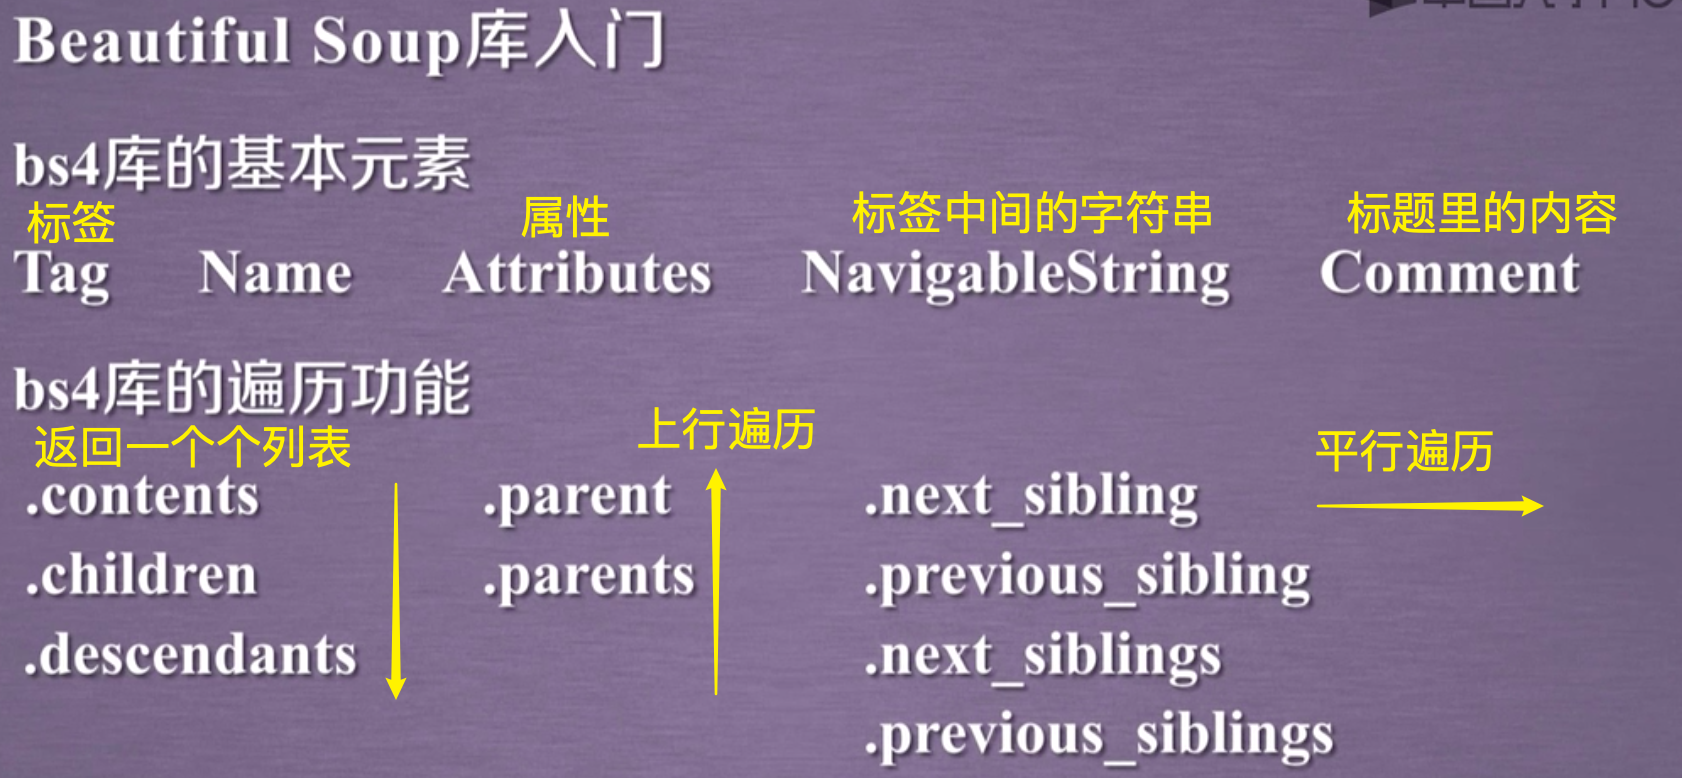 Beautiful Soup库入门
bs4库的基本元素
标签 属性 标签中间的字符串 标题里的内容
Tag Name Attributes NavigableString Comment
bs4库的遍历功能
返回一个个列表 上行遍历 平行遍历
.contents .parent .next_sibling
.children .parents .previous_sibling
.descendants .next_siblings
.previous_siblings